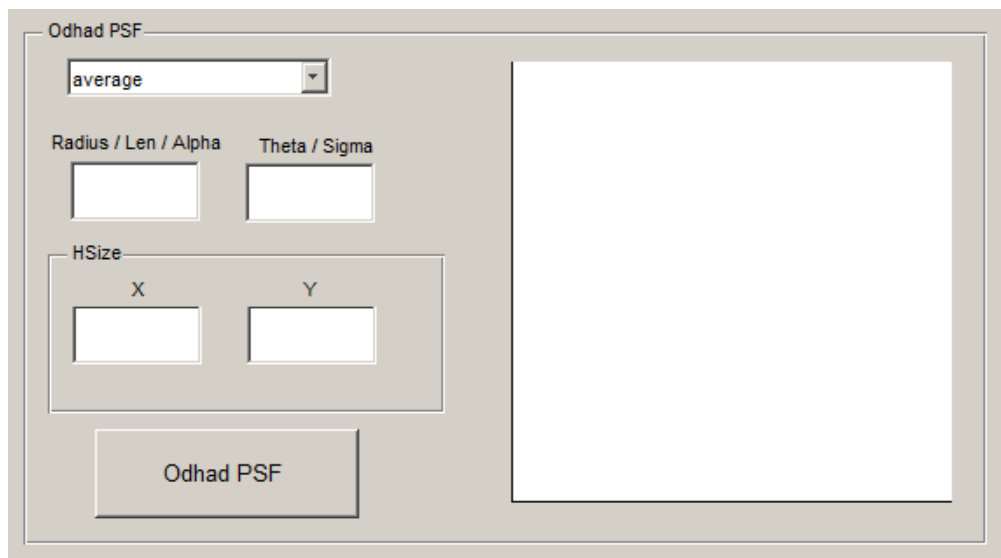 Odhad PSF
average
Radius / Len / Alpha
Theta / Sigma
HSize
X
Y
Odhad PSF